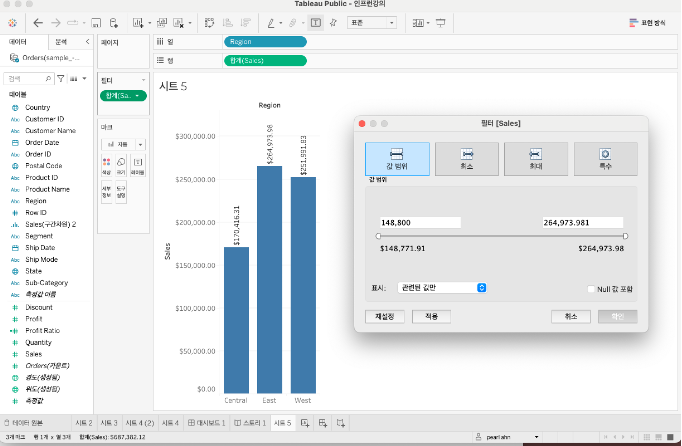 Tableau Public - 인프런강의
표준
표현 방식
데이터
분석
페이지
열
Region
행
합계(Sales)
Orders(sample_-...
검색
필터
합계(Sa..
테이블
Country
Customer ID
Customer Name
Order Date
Order ID
Postal Code
Product ID
Product Name
Region
Row ID
Sales(구간차원) 2
Segment
Ship Date
Ship Mode
State
Sub-Category
측정값 이름
Discount
Profit
Profit Ratio
Quantity
Sales
Orders(카운트)
경도(생성됨)
위도(생성됨)
측정값
마크
자동
색상
크기
레이블
세부
정보
도구
설명
시트 5
Region
Sales
$300,000.00
$250,000.00
$200,000.00
$150,000.00
$100,000.00
$50,000.00
$0.00
$170,416.31
$264,973.98
$251,991.83
Central
East
West
필터 [Sales]
값 범위
최소
최대
특수
값 범위
148,800
264,973.981
$148,771.91
$264,973.98
표시:
관련된 값만
Null 값 포함
재설정
적용
취소
확인
데이터 원본
시트 2
시트 3
시트 4 (2)
시트 4
대시보드 1
스토리 1
시트 5
3개 마크
행 1개 x 열 3개
합계(Sales): $687,382.12
pearl ahn